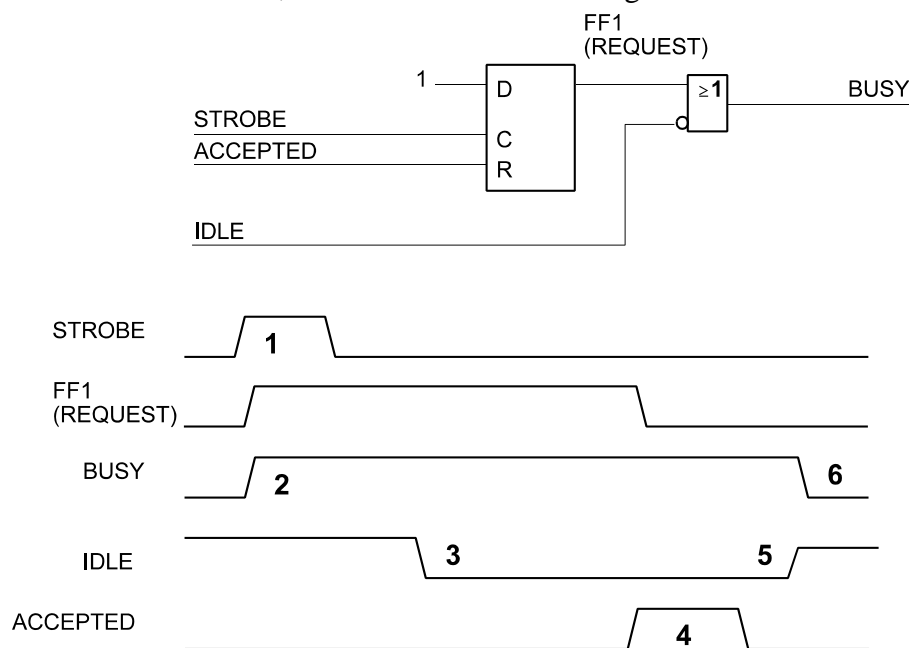 FF1
(REQUEST)
1
D
≥1
BUSY
STROBE
C
ACCEPTED
R
IDLE
STROBE
1
FF1
(REQUEST)
BUSY
2
6
IDLE
3
5
ACCEPTED
4